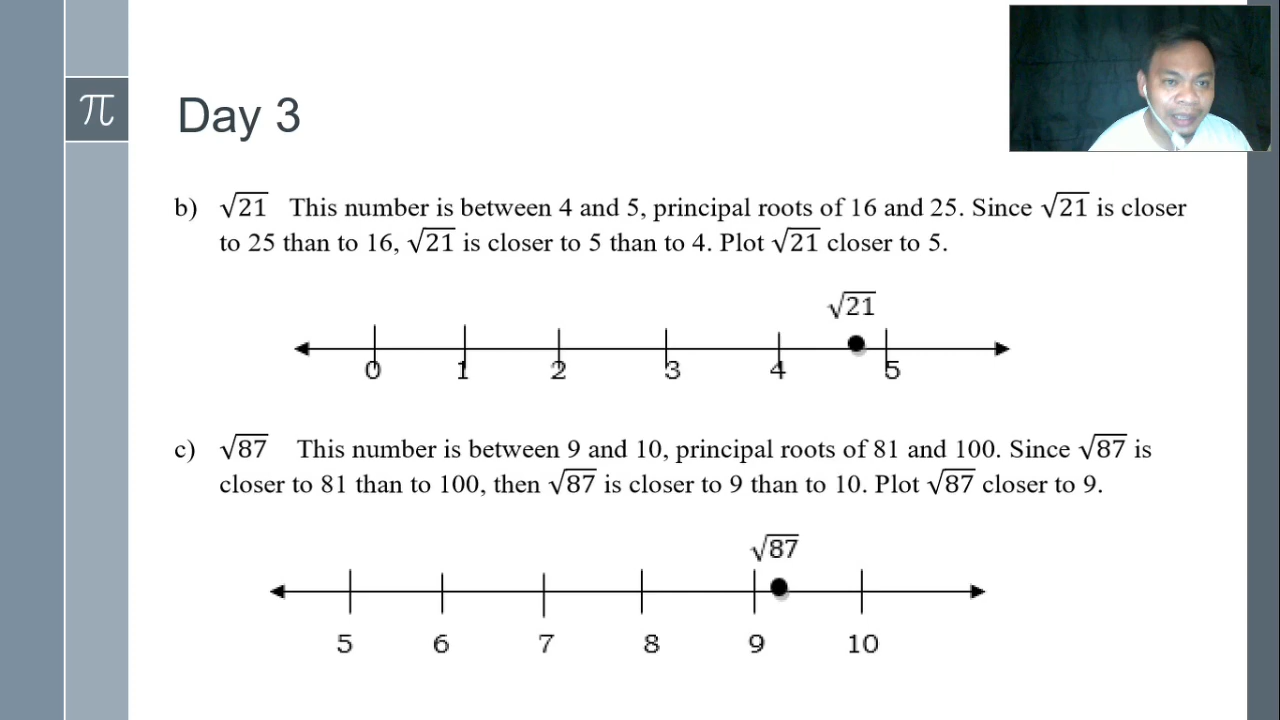 π
Day 3
b) √21 This number is between 4 and 5, principal roots of 16 and 25. Since √21 is closer
to 25 than to 16, √21 is closer to 5 than to 4. Plot √21 closer to 5.
√21
0 1 2 3 4 5
c) √87 This number is between 9 and 10, principal roots of 81 and 100. Since √87 is
closer to 81 than to 100, then √87 is closer to 9 than to 10. Plot √87 closer to 9.
√87
5 6 7 8 9 10